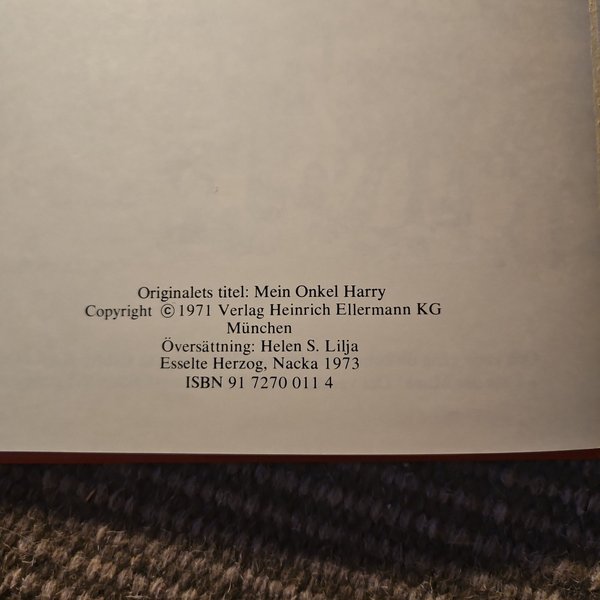 Originalets titel: Mein Onkel Harry
Copyright ©1971 Verlag Heinrich Ellermann KG
München
Översättning: Helen S. Lilja
Esselte Herzog, Nacka 1973
ISBN 91 7270 011 4